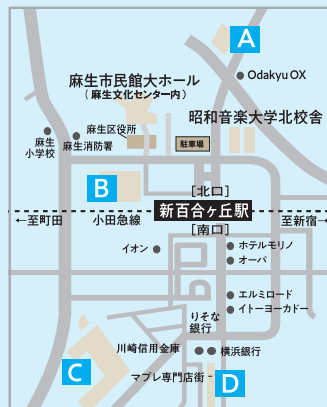 A
OdakyuOX
麻生市民館大ホール
（麻生文化センター内）
昭和音楽大学北校舎
麻生区役所
駐車場
麻生
小学校
麻生消防署
B
［北口］
←至町田
小田急線
新百合ヶ丘駅
至新宿→
［南口］
イオン
ホテルモリノ
オーパ
エルミロード
イトーヨーカドー
りそな
銀行
川崎信用金庫
横浜銀行
C
マプレ専門店街
D